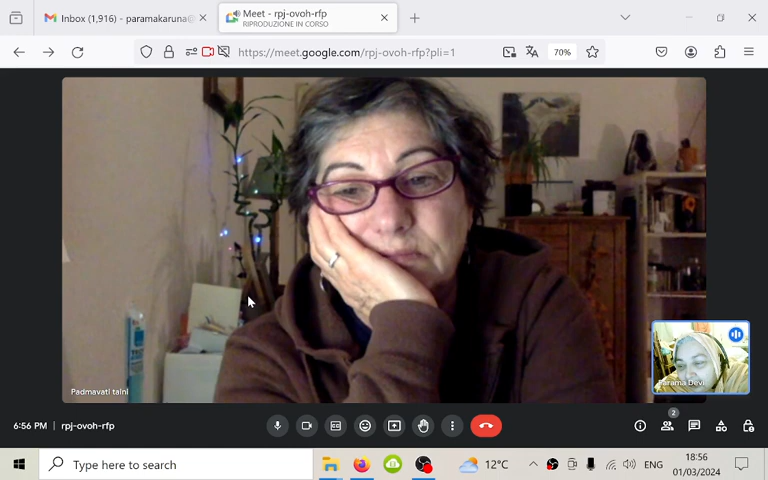 Inbox (1,916) - paramakaruna@
Meet - rpj-ovoh-rfp
RIPRODUZIONE IN CORSO
https://meet.google.com/rpj-ovoh-rfp?pli=1
70%
Padmavati taini
Parama Devi
6:56 PM | rpj-ovoh-rfp
2
Type here to search
12°C
ENG
18:56
01/03/2024